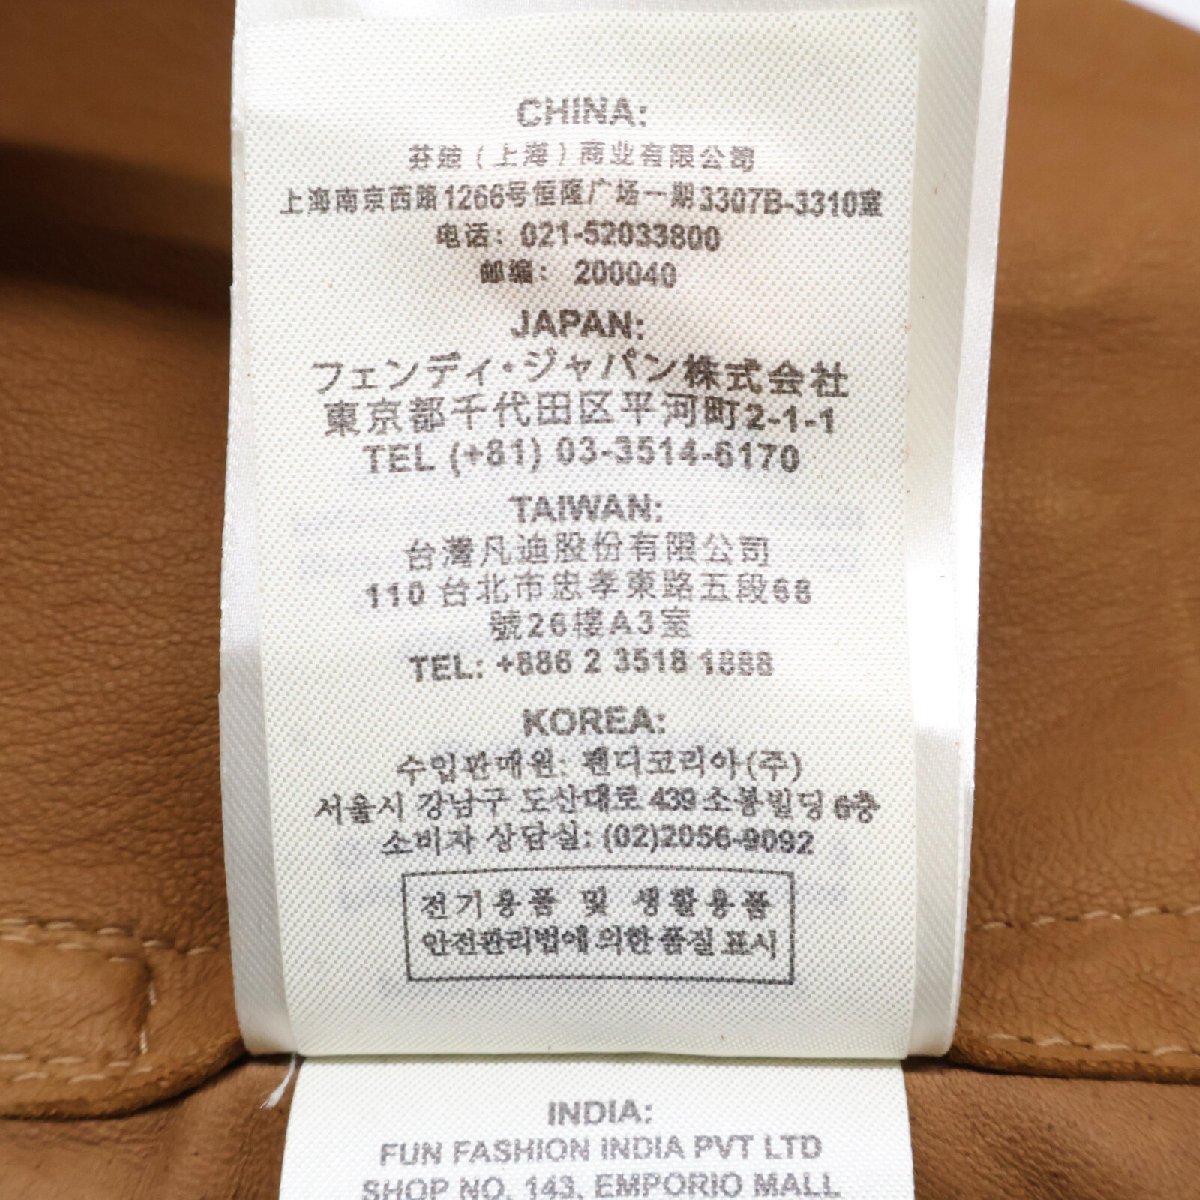 CHINA:
芬迪（上海）商业有限公司
上海南京西路1266号恒隆广场一期3307B-3310室
电话: 021-52033800
邮编: 200040
JAPAN:
フェンディ・ジャパン株式会社
東京都千代田区平河町2-1-1
TEL (+81) 03-3514-6170
TAIWAN:
台灣凡迪股份有限公司
110 台北市忠孝東路五段68
號26樓A3室
TEL: +886 2 3518 1888
KOREA:
수입판매원: 펜디코리아(주)
서울시 강남구 도산대로 439 소봉빌딩 6층
소비자 상담실: (02)2056-9092
전기용품 및 생활용품
안전관리법에 의한 품질 표시
INDIA:
FUN FASHION INDIA PVT LTD
SHOP NO. 143, EMPORIO MALL